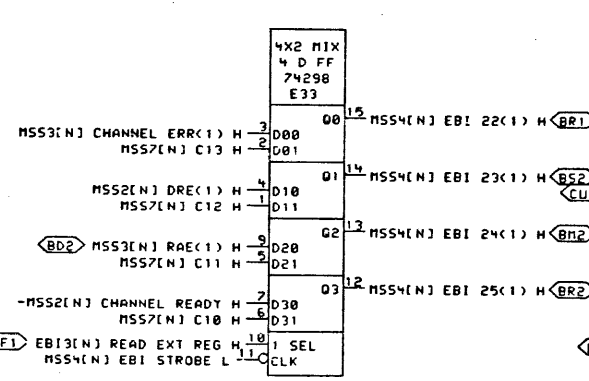 4X2 MIX
4 D FF
74298
E33
MSS3[N] CHANNEL ERR(1) H 3 D00 Q0 15 MSS4[N] EBI 22(1) H <BR1
MSS7[N] C13 H 2 D01
MSS2[N] DRE(1) H 4 D10 Q1 14 MSS4[N] EBI 23(1) H <BS2
MSS7[N] C12 H 1 D11 <CU
<BD2> MSS3[N] RAE(1) H 9 D20 Q2 13 MSS4[N] EBI 24(1) H <BM2
MSS7[N] C11 H 5 D21
-MSS2[N] CHANNEL READY H 7 D30 Q3 12 MSS4[N] EBI 25(1) H <BR2
MSS7[N] C10 H 6 D31
F1> EBI3[N] READ EXT REG H 10 1 SEL
MSS4[N] EBI STROBE L 11 CLK